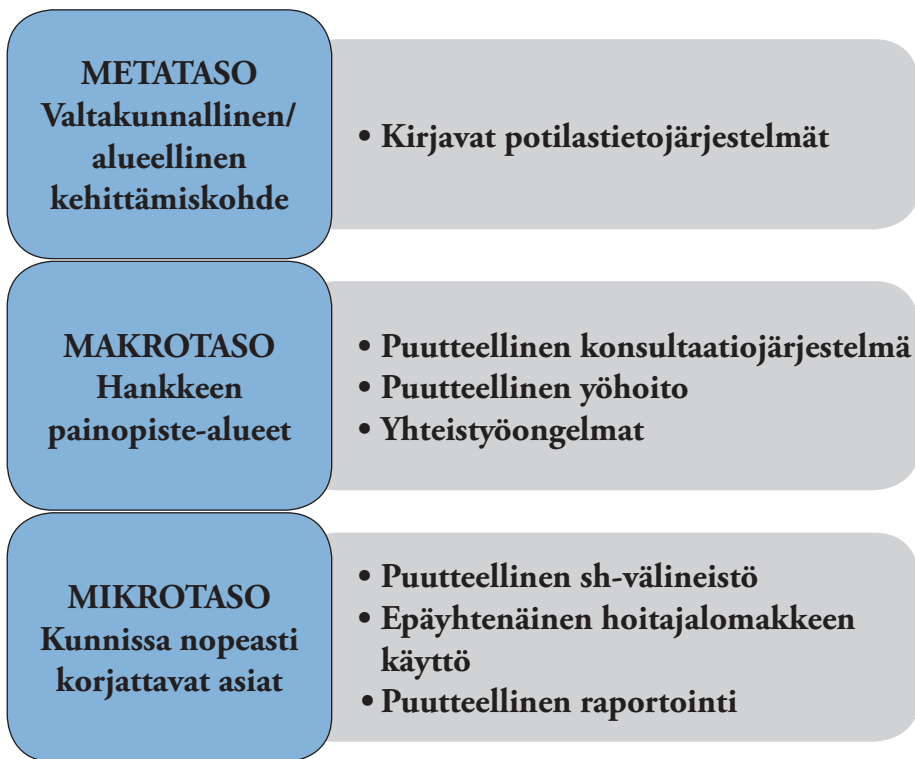 METATASO
Valtakunnallinen/
alueellinen
kehittämiskohde
• Kirjavat potilastietojärjestelmät
MAKROTASO
Hankkeen
painopiste-alueet
• Puutteellinen konsultaatiojärjestelmä
• Puutteellinen yöhoito
• Yhteistyöongelmat
MIKROTASO
Kunnissa nopeasti
korjattavat asiat
• Puutteellinen sh-välineistö
• Epäyhtenäinen hoitajalomakkeen
käyttö
• Puutteellinen raportointi